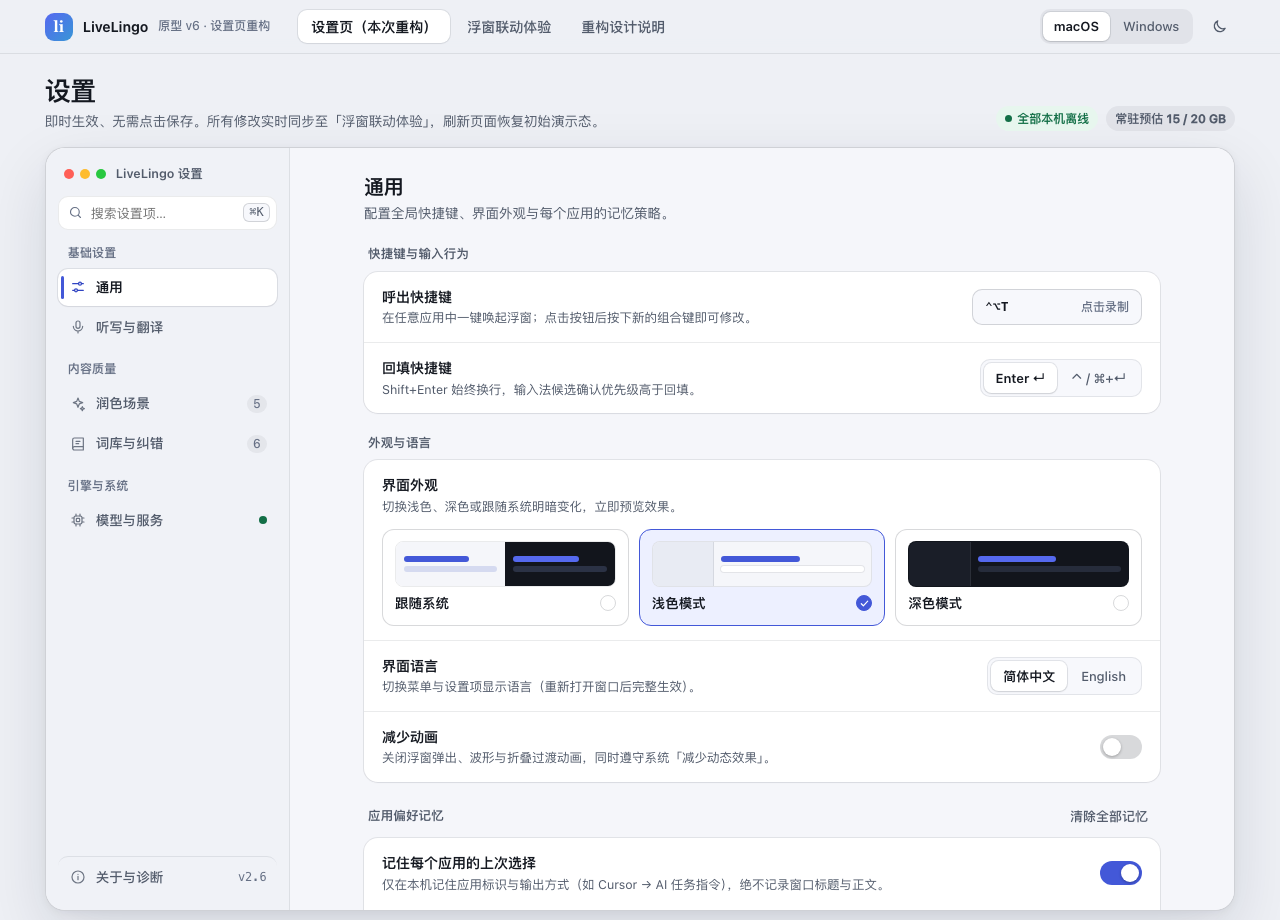 li LiveLingo 原型 v6 · 设置页重构 设置页（本次重构） 浮窗联动体验 重构设计说明 macOS Windows
设置
即时生效、无需点击保存。所有修改实时同步至「浮窗联动体验」，刷新页面恢复初始演示态。
全部本机离线 常驻预估 15 / 20 GB
LiveLingo 设置
搜索设置项... ⌘K
基础设置
通用
听写与翻译
内容质量
润色场景 5
词库与纠错 6
引擎与系统
模型与服务
关于与诊断 v2.6
通用
配置全局快捷键、界面外观与每个应用的记忆策略。
快捷键与输入行为
呼出快捷键
在任意应用中一键唤起浮窗；点击按钮后按下新的组合键即可修改。
^⌥T 点击录制
回填快捷键
Shift+Enter 始终换行，输入法候选确认优先级高于回填。
Enter ↵ ^ / ⌘+↵
外观与语言
界面外观
切换浅色、深色或跟随系统明暗变化，立即预览效果。
跟随系统 浅色模式 深色模式
界面语言
切换菜单与设置项显示语言（重新打开窗口后完整生效）。
简体中文 English
减少动画
关闭浮窗弹出、波形与折叠过渡动画，同时遵守系统「减少动态效果」。
应用偏好记忆 清除全部记忆
记住每个应用的上次选择
仅在本机记住应用标识与输出方式（如 Cursor → AI 任务指令），绝不记录窗口标题与正文。